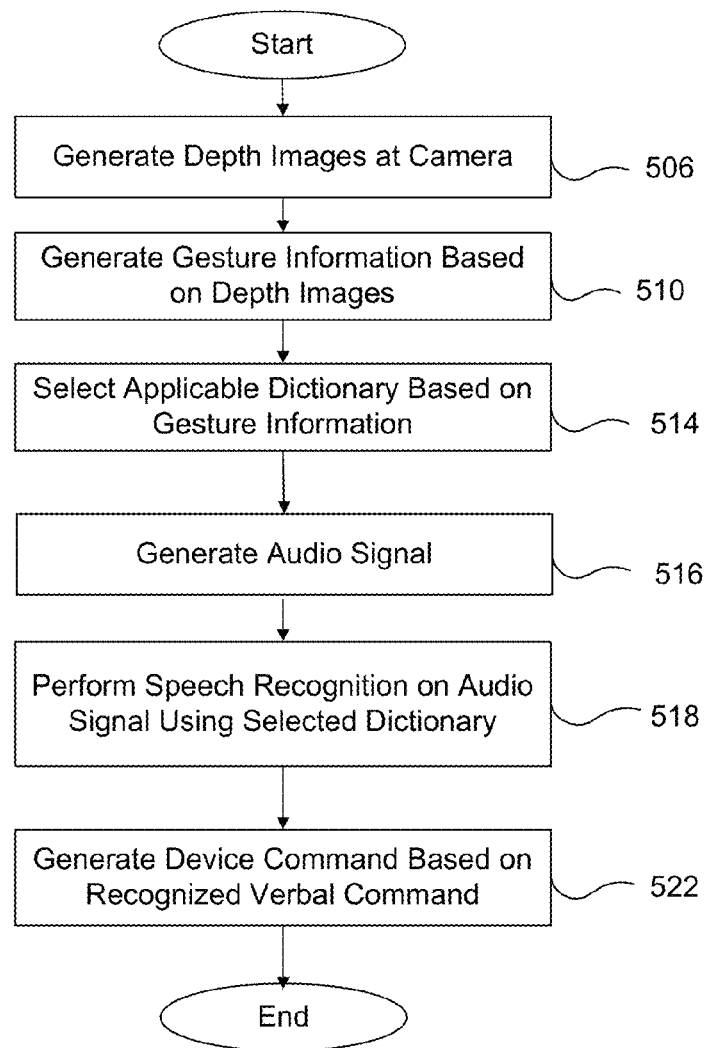 Start
Generate Depth Images at Camera
506
Generate Gesture Information Based
on Depth Images
510
Select Applicable Dictionary Based on
Gesture Information
514
Generate Audio Signal
516
Perform Speech Recognition on Audio
Signal Using Selected Dictionary
518
Generate Device Command Based on
Recognized Verbal Command
522
End